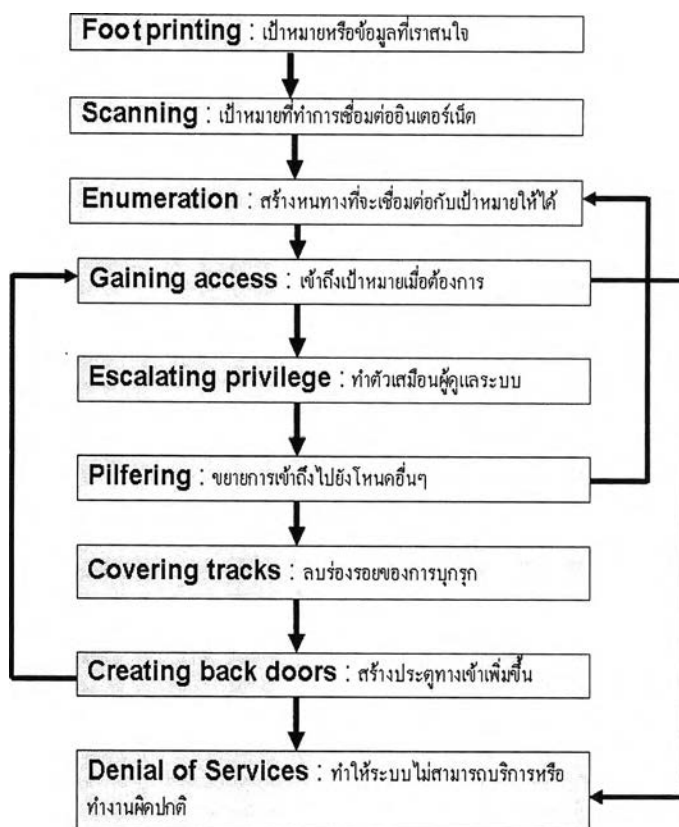 Foot printing : เป้าหมายหรือข้อมูลที่เราสนใจ
Scanning : เป้าหมายที่ทำการเชื่อมต่ออินเตอร์เน็ต
Enumeration : สร้างหนทางที่จะเชื่อมต่อกับเป้าหมายให้ได้
Gaining access : เข้าถึงเป้าหมายเมื่อต้องการ
Escalating privilege : ทำตัวเสมือนผู้ดูแลระบบ
Pilfering : ขยายการเข้าถึงไปยังโหนดอื่นๆ
Covering tracks : ลบร่องรอยของการบุกรุก
Creating back doors : สร้างประตูทางเข้าเพิ่มขึ้น
Denial of Services : ทำให้ระบบไม่สามารถบริการหรือ
ทำงานผิดปกติ